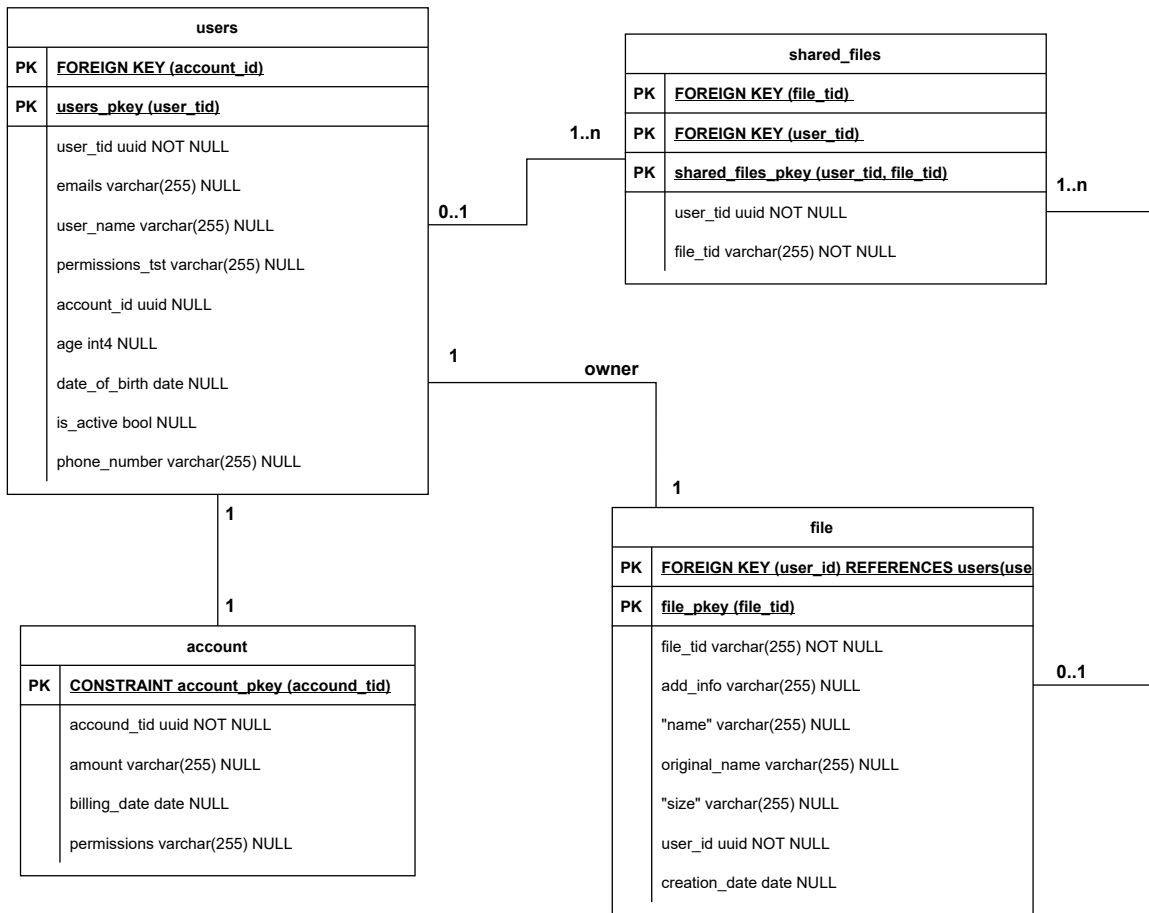 users
PK FOREIGN KEY (account_id)
PK users_pkey (user_tid)
user_tid uuid NOT NULL
emails varchar(255) NULL
user_name varchar(255) NULL
permissions_tst varchar(255) NULL
account_id uuid NULL
age int4 NULL
date_of_birth date NULL
is_active bool NULL
phone_number varchar(255) NULL
shared_files
PK FOREIGN KEY (file_tid)
PK FOREIGN KEY (user_tid)
PK shared_files_pkey (user_tid, file_tid)
user_tid uuid NOT NULL
file_tid varchar(255) NOT NULL
1..n
0..1
1..n
1
owner
1
1
1
account
PK CONSTRAINT account_pkey (accound_tid)
accound_tid uuid NOT NULL
amount varchar(255) NULL
billing_date date NULL
permissions varchar(255) NULL
file
PK FOREIGN KEY (user_id) REFERENCES users(use
PK file_pkey (file_tid)
file_tid varchar(255) NOT NULL
add_info varchar(255) NULL
"name" varchar(255) NULL
original_name varchar(255) NULL
"size" varchar(255) NULL
user_id uuid NOT NULL
creation_date date NULL
0..1